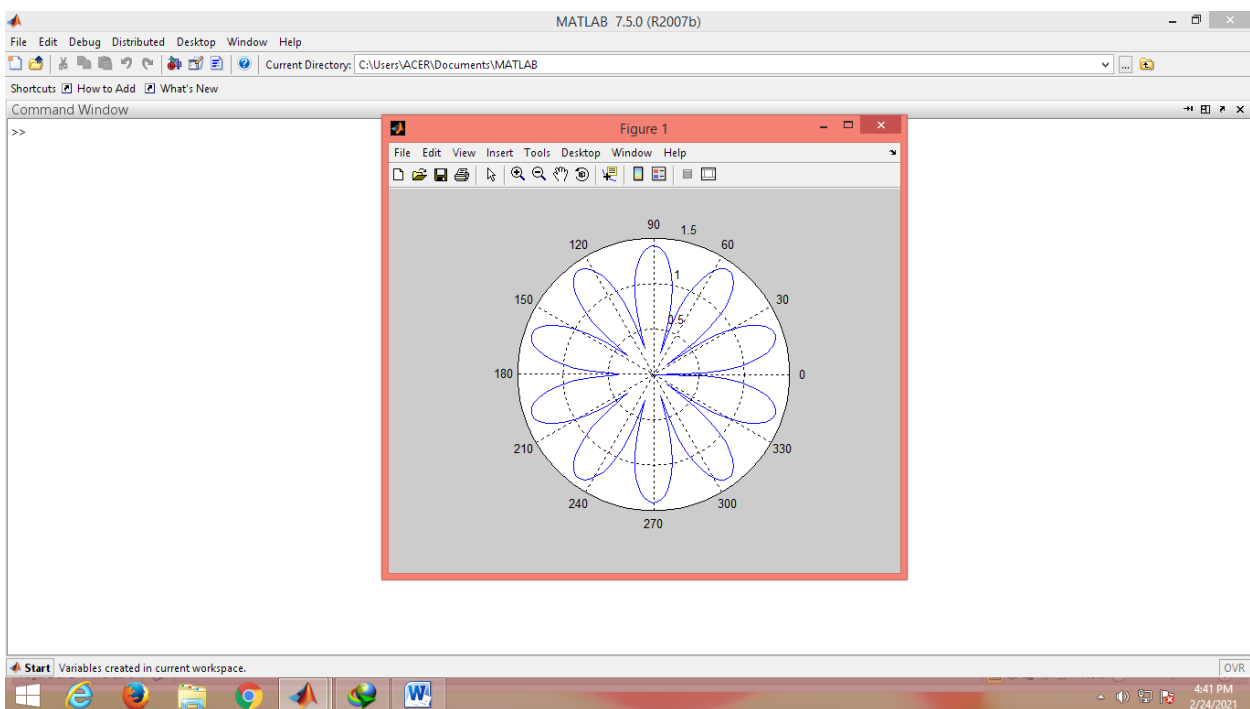 MATLAB 7.5.0 (R2007b)
File Edit Debug Distributed Desktop Window Help
Current Directory: C:\Users\ACER\Documents\MATLAB
Shortcuts How to Add What's New
Command Window
>>
Figure 1
File Edit View Insert Tools Desktop Window Help
90
1.5
120
60
1
150
30
0.5
180
0
210
330
240
300
270
Start Variables created in current workspace.
OVR
4:41 PM
2/24/2021